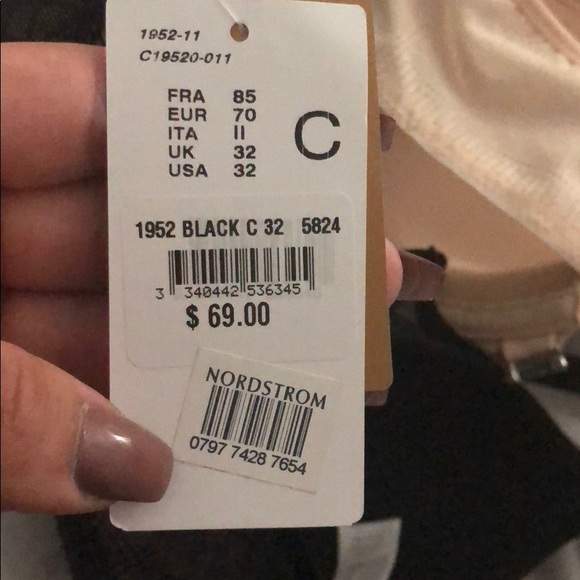 1952-11
C19520-011
FRA 85
EUR 70
ITA II
UK 32
USA 32
C
1952 BLACK C 32 5824
3 340442 536345
$ 69.00
NORDSTROM
0797 7428 7654